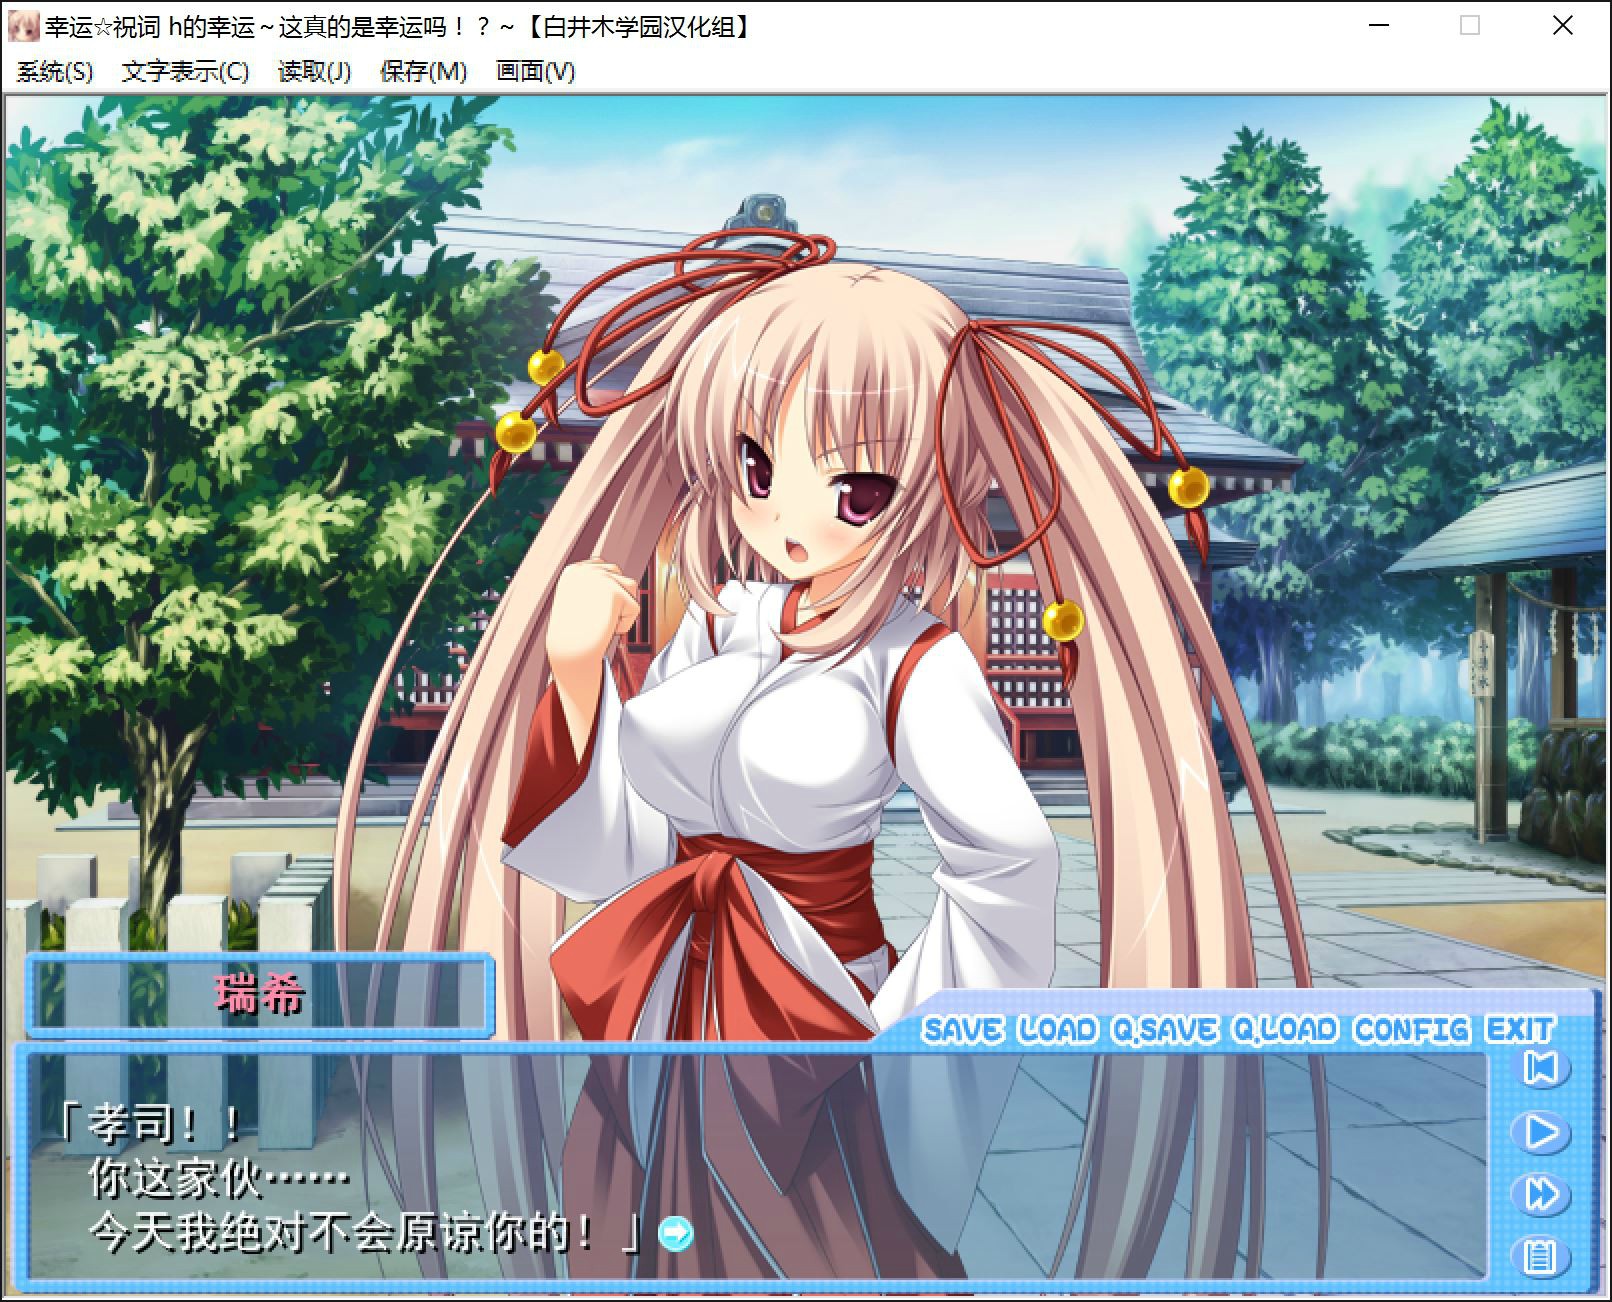 幸运☆祝词 h的幸运～这真的是幸运吗！？～【白井木学园汉化组】
系统(S) 文字表示(C) 读取(J) 保存(M) 画面(V)
瑞希
SAVE LOAD Q.SAVE Q.LOAD CONFIG EXIT
「孝司！！
你这家伙……
今天我绝对不会原谅你的！」